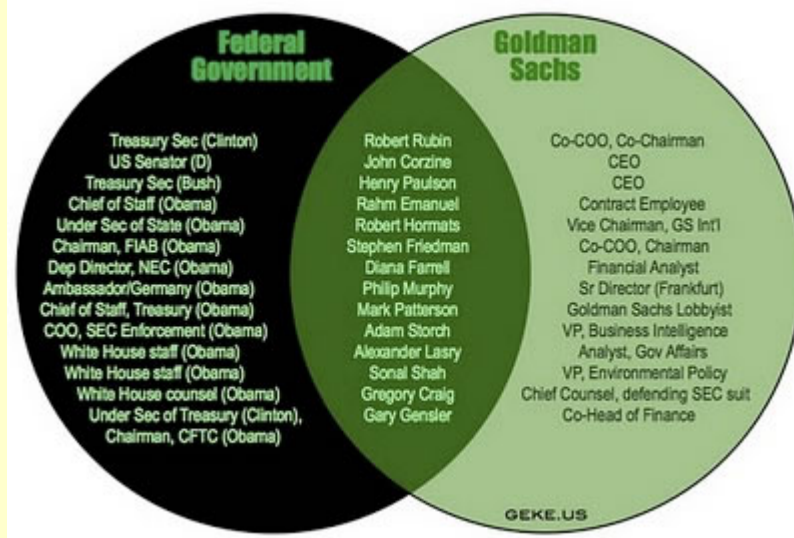 Federal
Government
Goldman
Sachs
Treasury Sec (Clinton) Robert Rubin Co-COO, Co-Chairman
US Senator (D) John Corzine CEO
Treasury Sec (Bush) Henry Paulson CEO
Chief of Staff (Obama) Rahm Emanuel Contract Employee
Under Sec of State (Obama) Robert Hormats Vice Chairman, GS Int'l
Chairman, FIAB (Obama) Stephen Friedman Co-COO, Chairman
Dep Director, NEC (Obama) Diana Farrell Financial Analyst
Ambassador/Germany (Obama) Philip Murphy Sr Director (Frankfurt)
Chief of Staff, Treasury (Obama) Mark Patterson Goldman Sachs Lobbyist
COO, SEC Enforcement (Obama) Adam Storch VP, Business Intelligence
White House staff (Obama) Alexander Lasry Analyst, Gov Affairs
White House staff (Obama) Sonal Shah VP, Environmental Policy
White House counsel (Obama) Gregory Craig Chief Counsel, defending SEC suit
Under Sec of Treasury (Clinton), Gary Gensler Co-Head of Finance
Chairman, CFTC (Obama)
GEKE.US